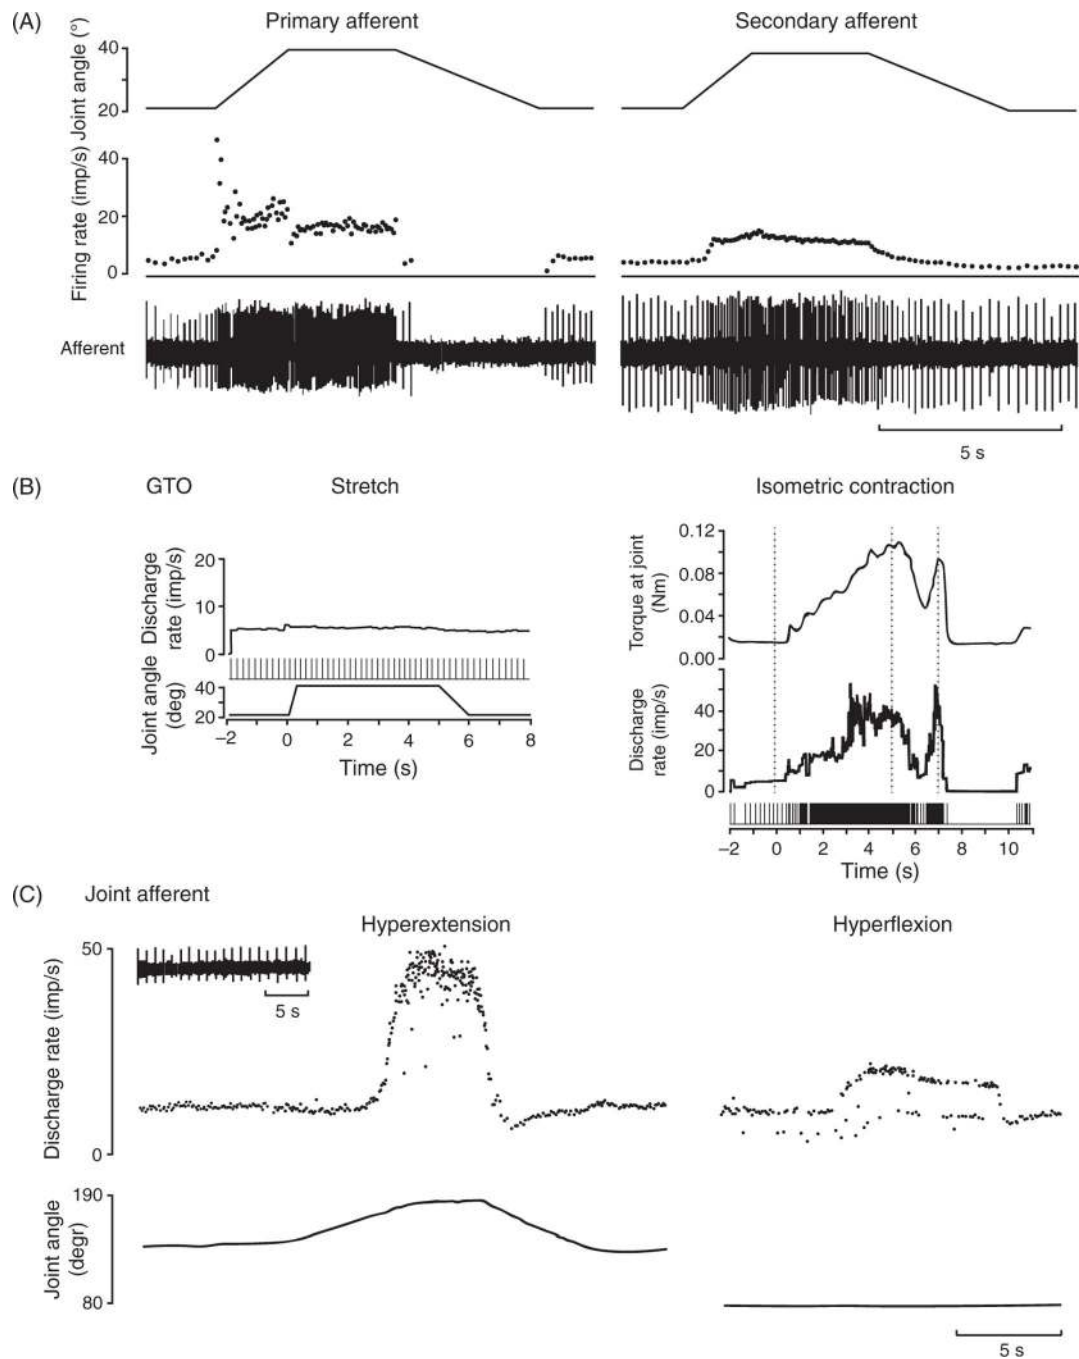 (A)
Primary afferent
Secondary afferent
Joint angle (°)
40
20
Firing rate (imp/s)
40
20
0
Afferent
5 s
(B)
GTO
Stretch
Isometric contraction
Discharge
rate (imp/s)
20
10
0
Joint angle
(deg)
40
20
–2
0
2
4
6
8
Time (s)
Torque at joint
(Nm)
0.12
0.08
0.04
0.00
Discharge
rate (imp/s)
40
20
0
–2
0
2
4
6
8
10
Time (s)
(C)
Joint afferent
Hyperextension
Hyperflexion
Discharge rate (imp/s)
50
0
5 s
Joint angle
(degr)
190
80
5 s